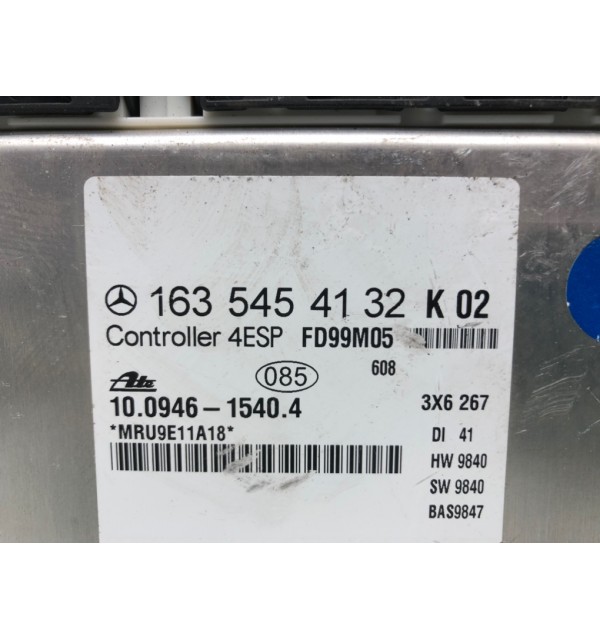 163 545 41 32 K 02
Controller 4ESP FD99M05
608
Ate 085
10.0946-1540.4 3X6 267
*MRU9E11A18* DI 41
HW 9840
SW 9840
BAS9847